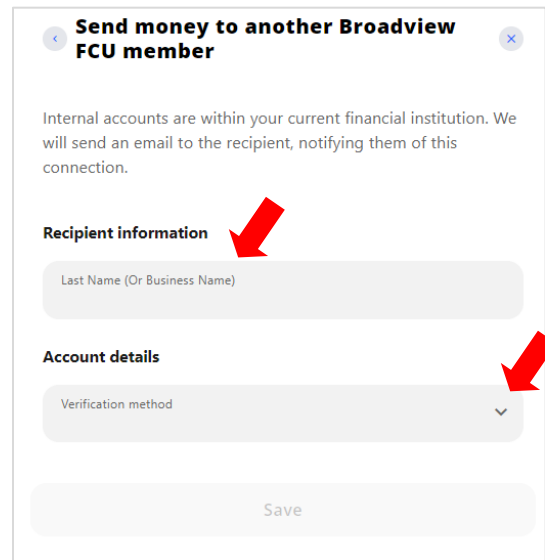 Send money to another Broadview
FCU member
Internal accounts are within your current financial institution. We
will send an email to the recipient, notifying them of this
connection.
Recipient information
Last Name (Or Business Name)
Account details
Verification method
Save